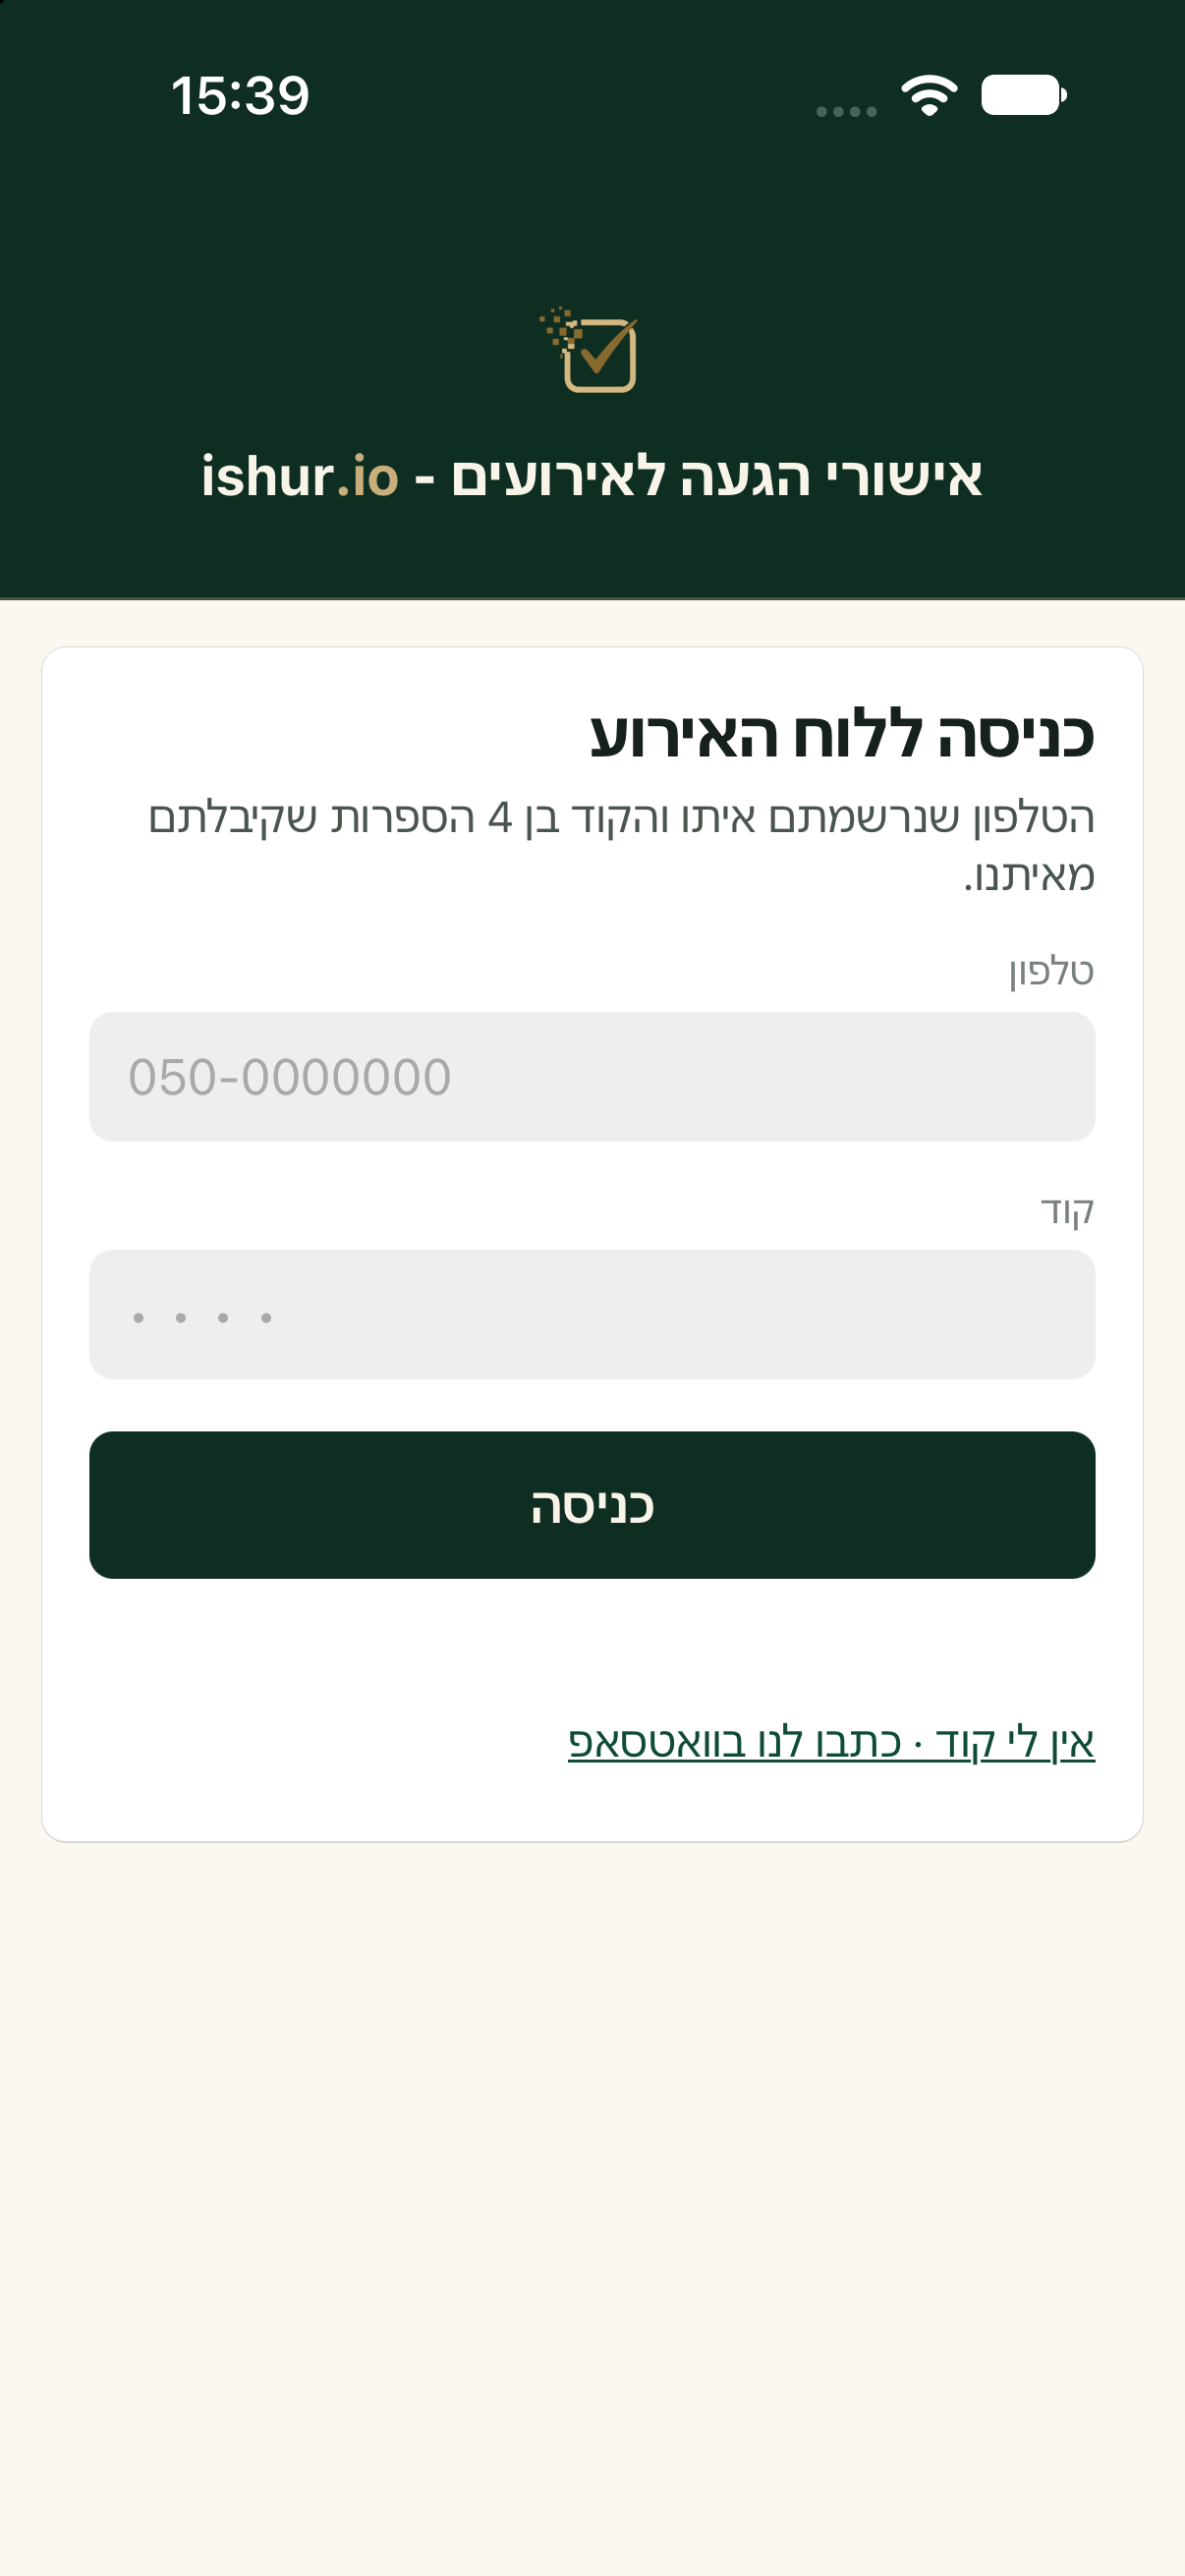 15:39
אישורי הגעה לאירועים - ishur.io
כניסה ללוח האירוע
הטלפון שנרשמתם איתו והקוד בן 4 הספרות שקיבלתם
מאיתנו.
טלפון
050-0000000
קוד
• • • •
כניסה
אין לי קוד · כתבו לנו בוואטסאפ